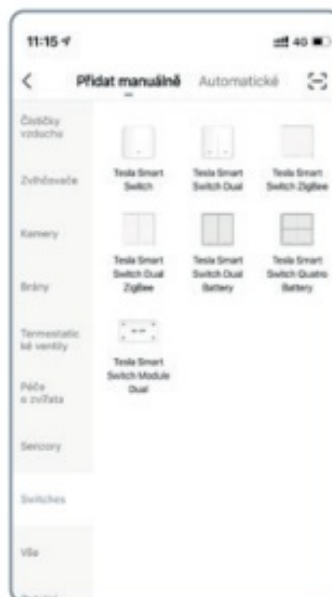 11:15
4G
Přidat manuálně
Automatické
Čističky
vzduchu
Zvlhčovače
Kamery
Brány
Termostatic
ké ventily
Péče
o zvířata
Senzory
Switches
Vše
Tesla Smart
Switch
Tesla Smart
Switch Dual
Tesla Smart
Switch ZigBee
Tesla Smart
Switch Dual
ZigBee
Tesla Smart
Switch Dual
Battery
Tesla Smart
Switch Quatro
Battery
Tesla Smart
Switch Module
Dual